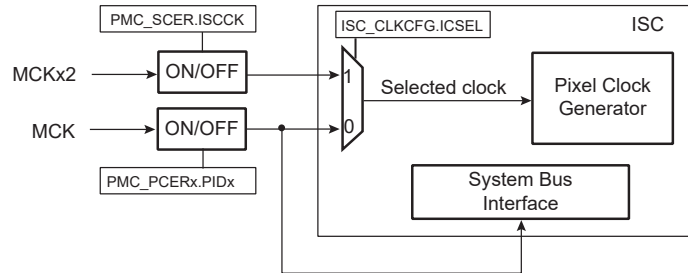 PMC_SCER.ISCCK
ISC_CLKCFG.ICSEL
ISC
MCKx2
ON/OFF
1
Selected clock
Pixel Clock
Generator
MCK
ON/OFF
0
PMC_PCERx.PIDx
System Bus
Interface